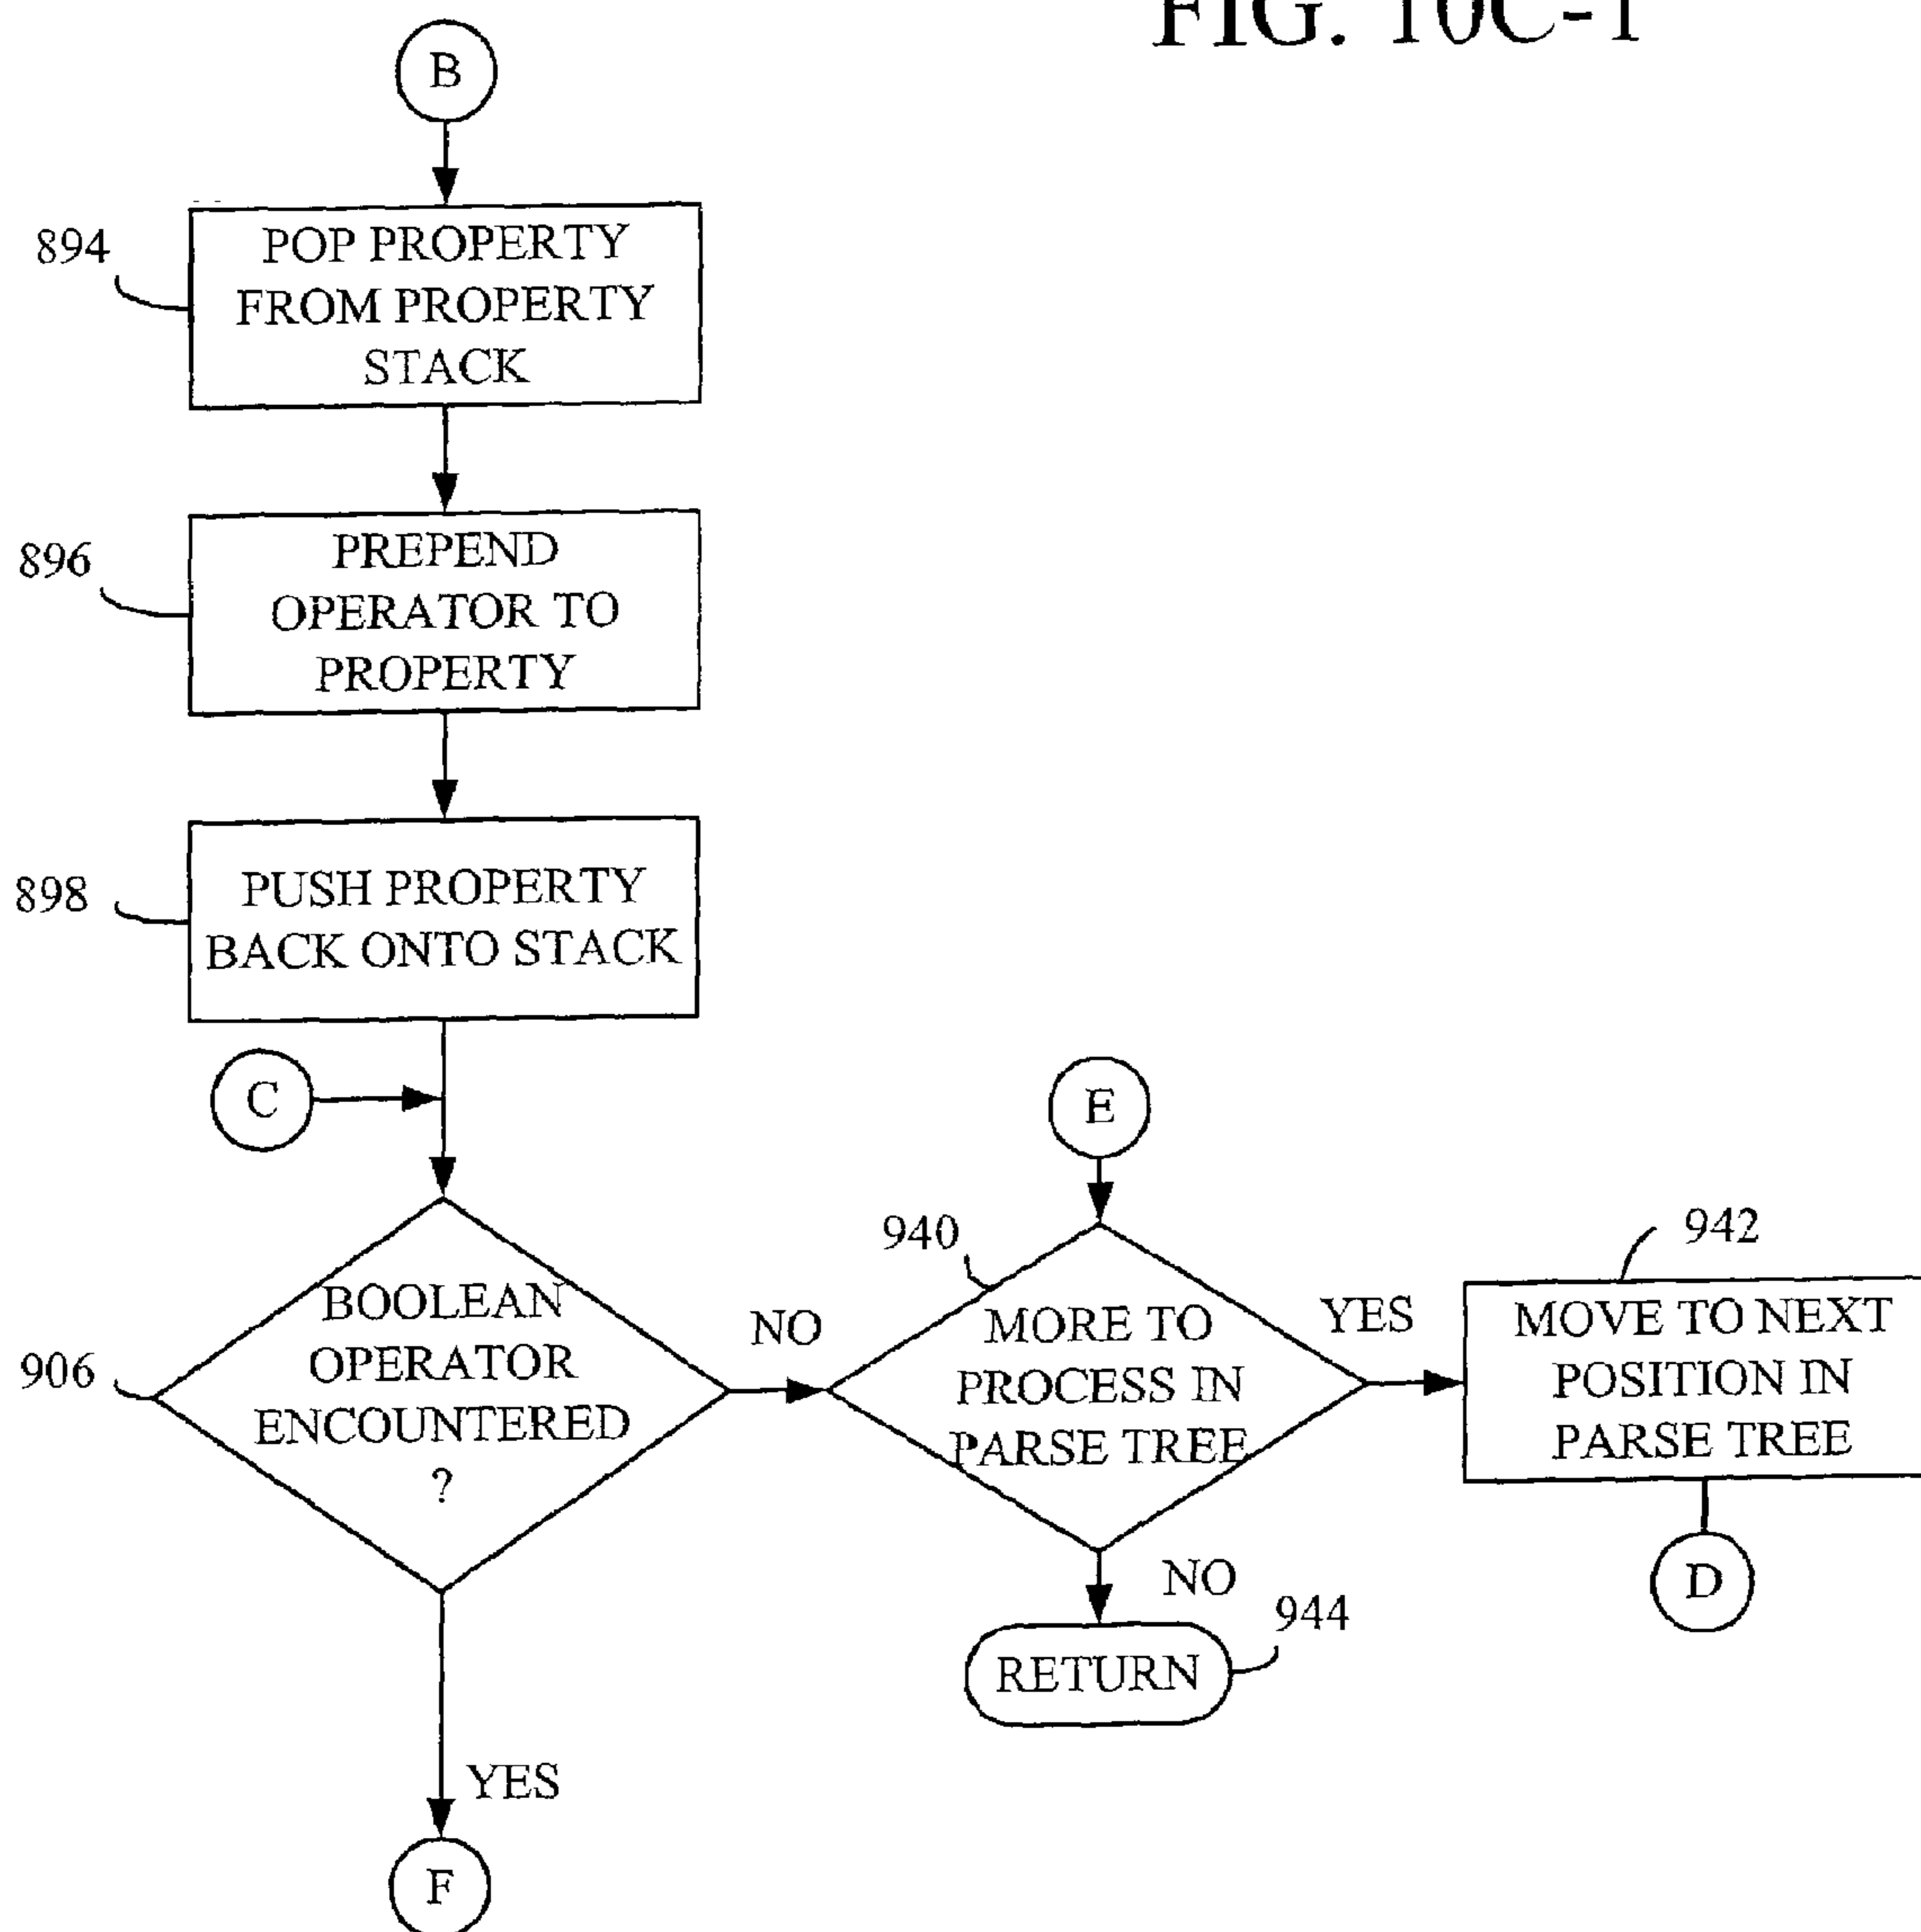 FIG. 10C-1
B
894
POP PROPERTY
FROM PROPERTY
STACK
896
PREPEND
OPERATOR TO
PROPERTY
898
PUSH PROPERTY
BACK ONTO STACK
C
E
906
BOOLEAN
OPERATOR
ENCOUNTERED
?
NO
940
MORE TO
PROCESS IN
PARSE TREE
YES
942
MOVE TO NEXT
POSITION IN
PARSE TREE
D
NO
944
RETURN
YES
F